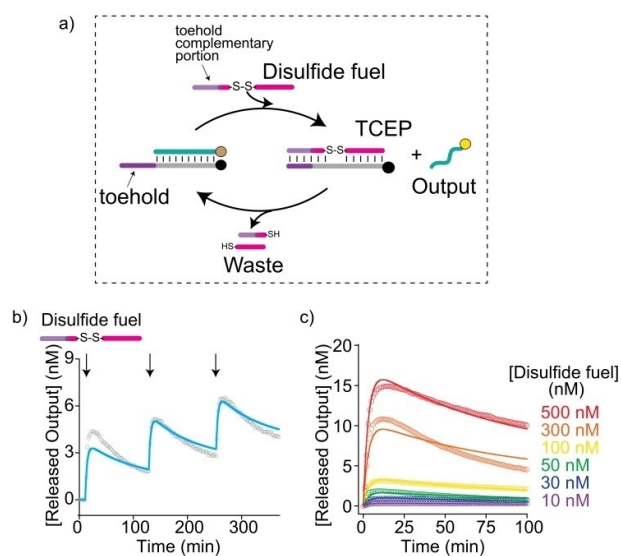 a)
toehold
complementary
portion
-S-S-
Disulfide fuel
TCEP
-S-S-
+
toehold
Output
SH
HS
Waste
b)
Disulfide fuel
-S-S-
[Released Output] (nM)
9
6
3
0
0 100 200 300
Time (min)
c)
[Released Output] (nM)
20
15
10
5
0
0 25 50 75 100
Time (min)
[Disulfide fuel]
(nM)
500 nM
300 nM
100 nM
50 nM
30 nM
10 nM